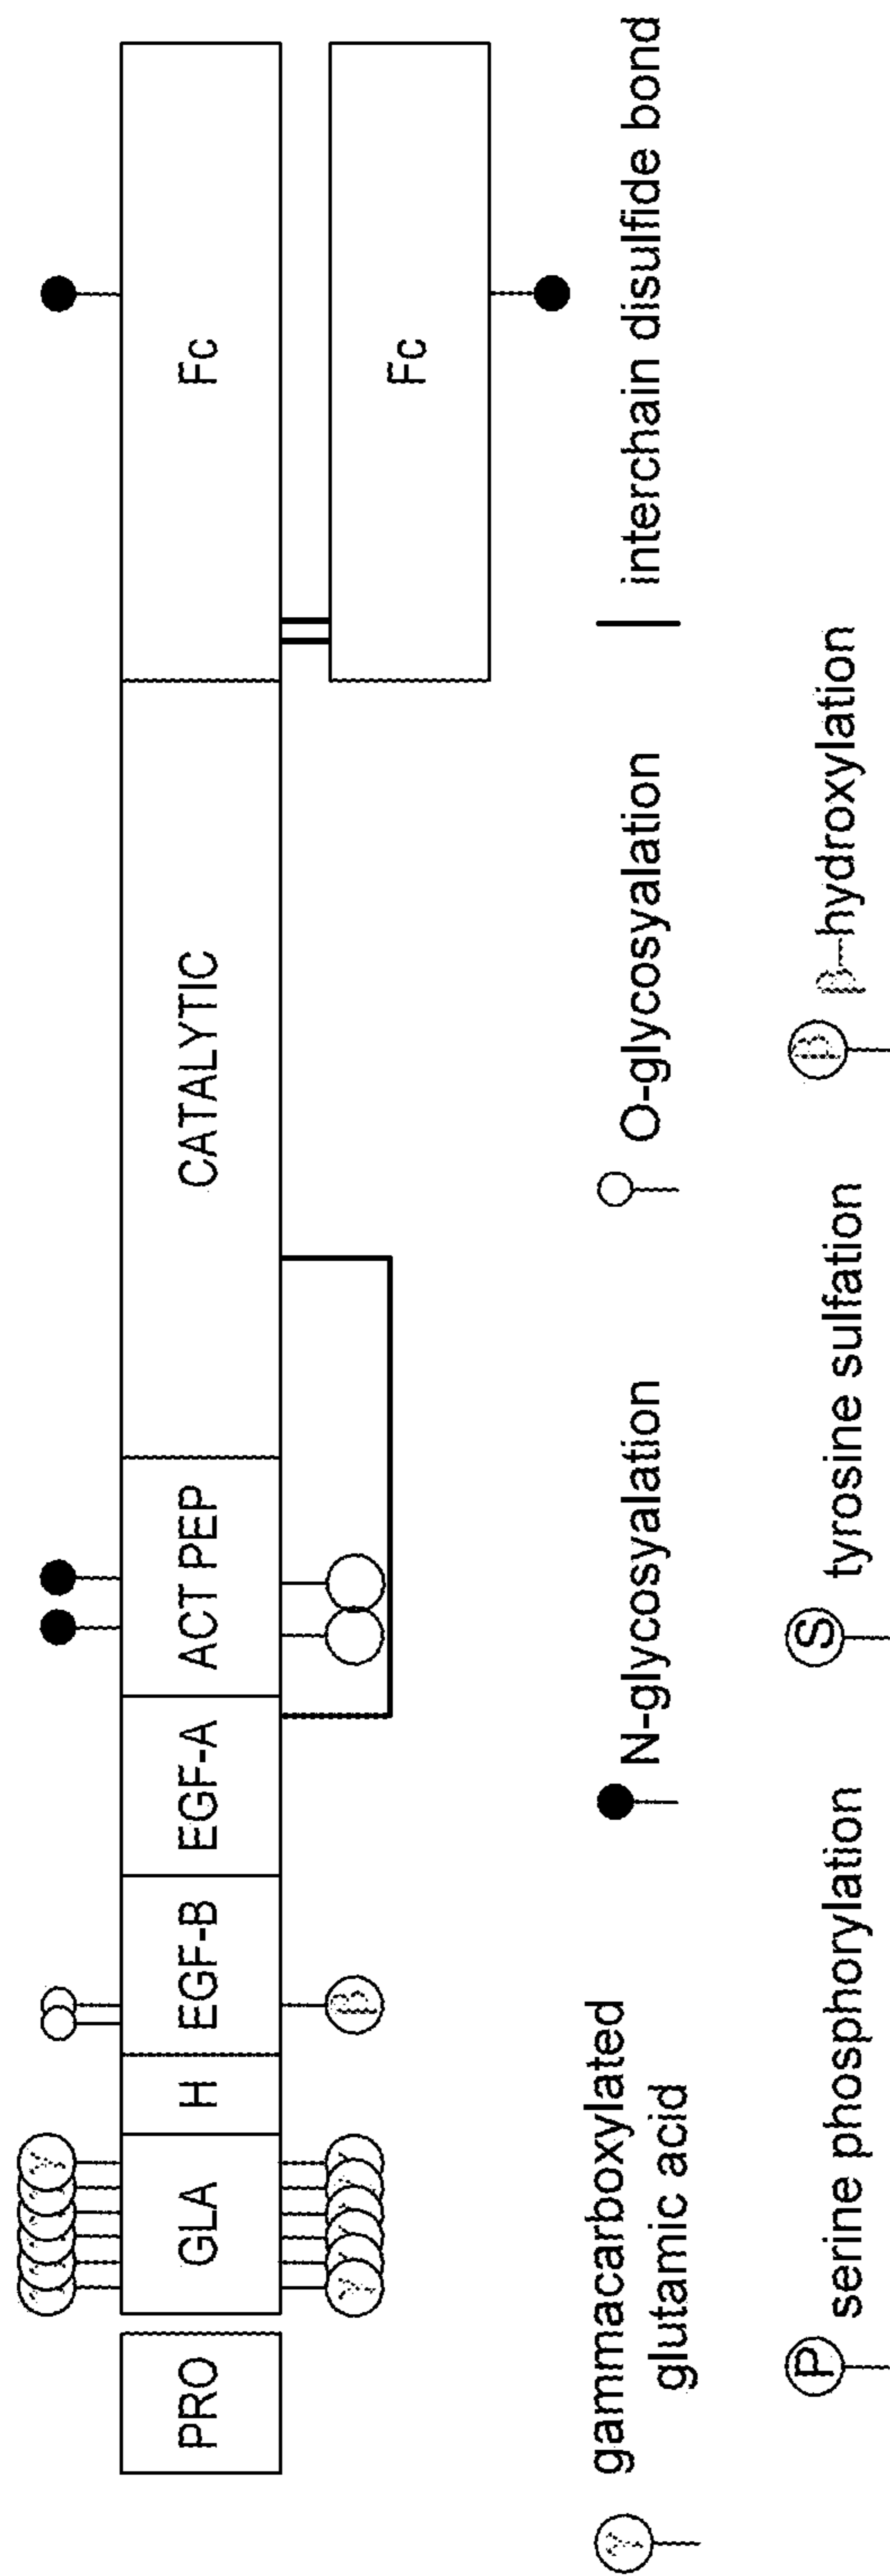 γ γ γ γ γ γ
PRO GLA H EGF-B EGF-A ACT PEP CATALYTIC Fc
γ γ γ γ γ γ β
Fc
γ gammacarboxylated
glutamic acid
N-glycosyalation
O-glycosyalation
interchain disulfide bond
P serine phosphorylation
S tyrosine sulfation
β β-hydroxylation